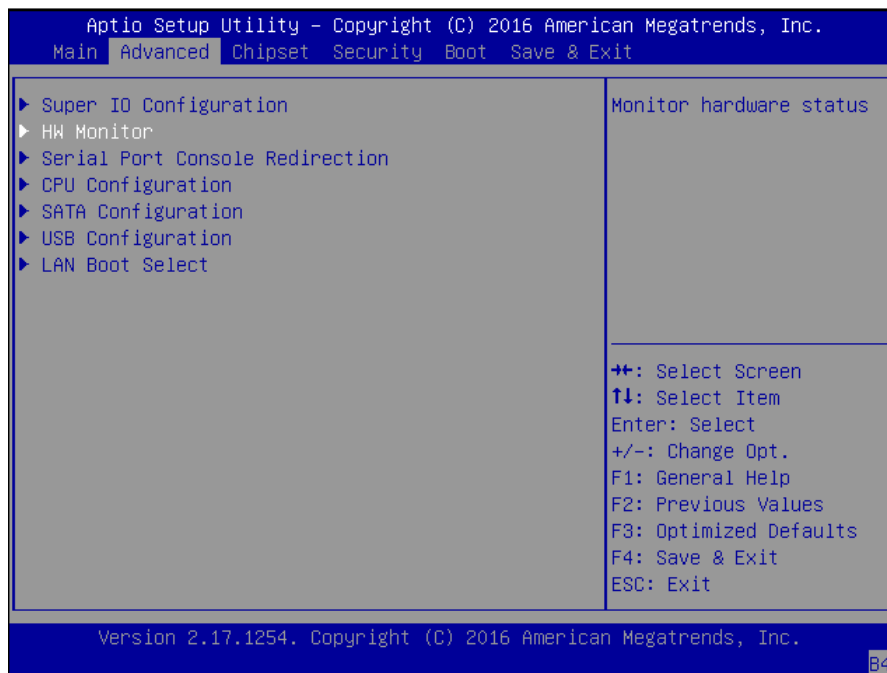 Aptio Setup Utility – Copyright (C) 2016 American Megatrends, Inc.
Main Advanced Chipset Security Boot Save & Exit
▶ Super IO Configuration
▶ HW Monitor
▶ Serial Port Console Redirection
▶ CPU Configuration
▶ SATA Configuration
▶ USB Configuration
▶ LAN Boot Select
Monitor hardware status
→←: Select Screen
↑↓: Select Item
Enter: Select
+/-: Change Opt.
F1: General Help
F2: Previous Values
F3: Optimized Defaults
F4: Save & Exit
ESC: Exit
Version 2.17.1254. Copyright (C) 2016 American Megatrends, Inc.
B4